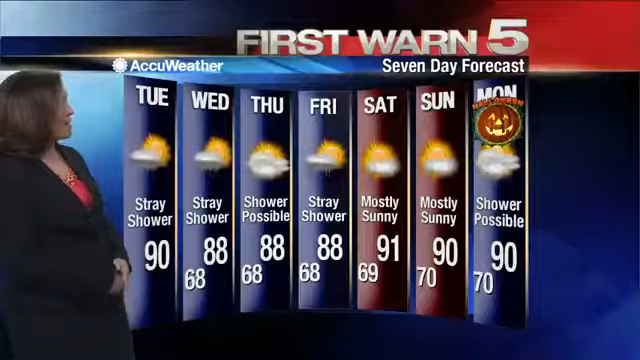 FIRST WARN 5
AccuWeather
Seven Day Forecast
TUE
Stray
Shower
90
WED
Stray
Shower
88
68
THU
Shower
Possible
88
68
FRI
Stray
Shower
88
68
SAT
Mostly
Sunny
91
69
SUN
Mostly
Sunny
90
70
MON
HALLOWEEN
Shower
Possible
90
70